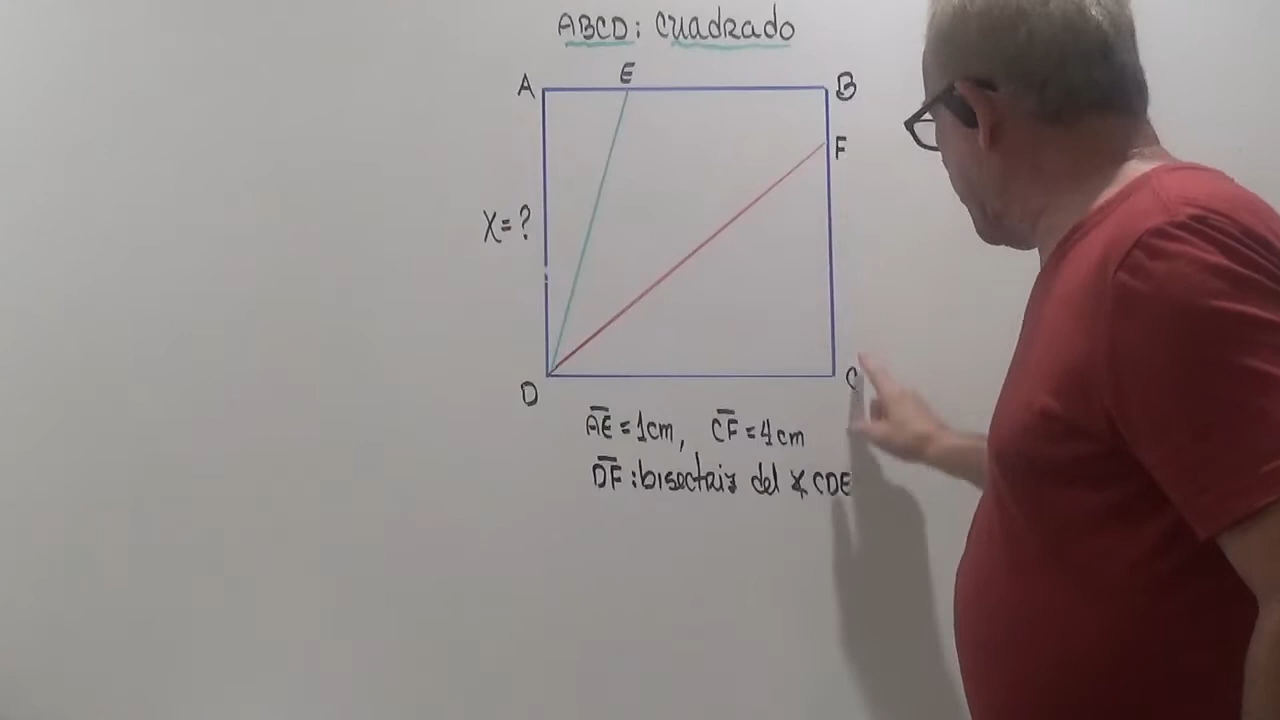 ABCD: Cuadrado
A E B
F
X=?
D C
AE=1cm, CF=4cm
DF: bisectriz del ∡CDE